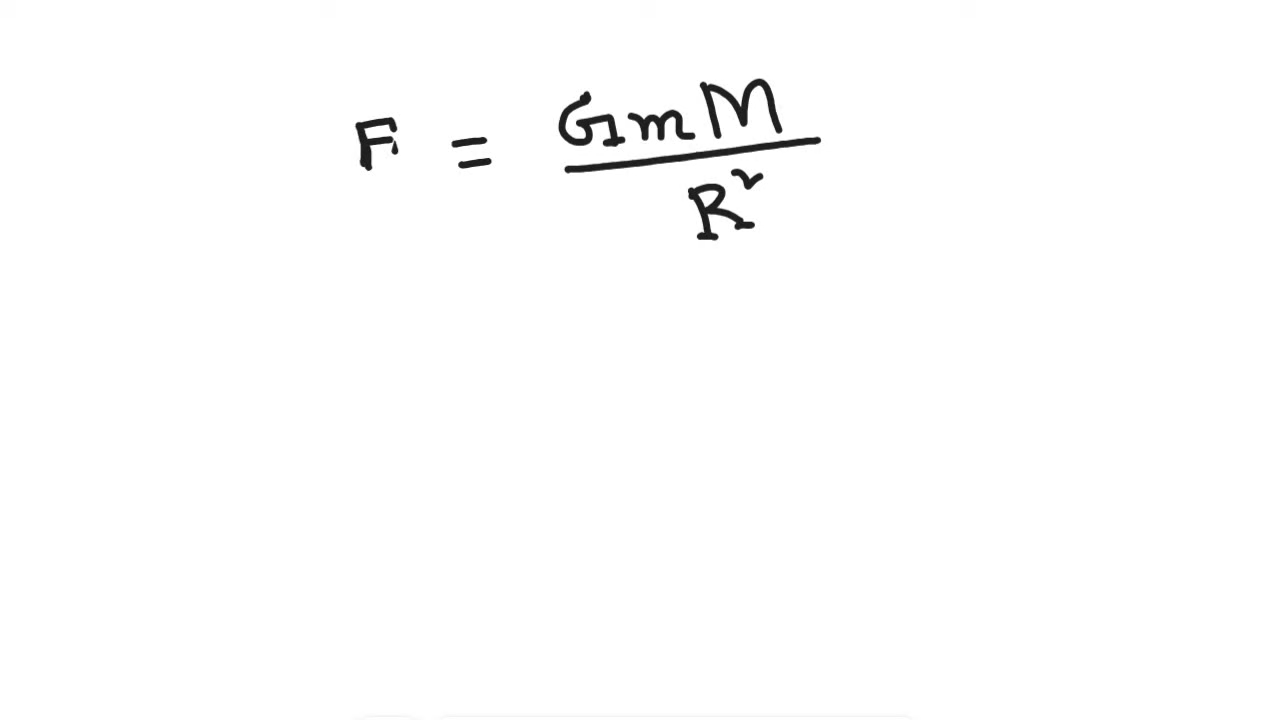 F = GmM / R²